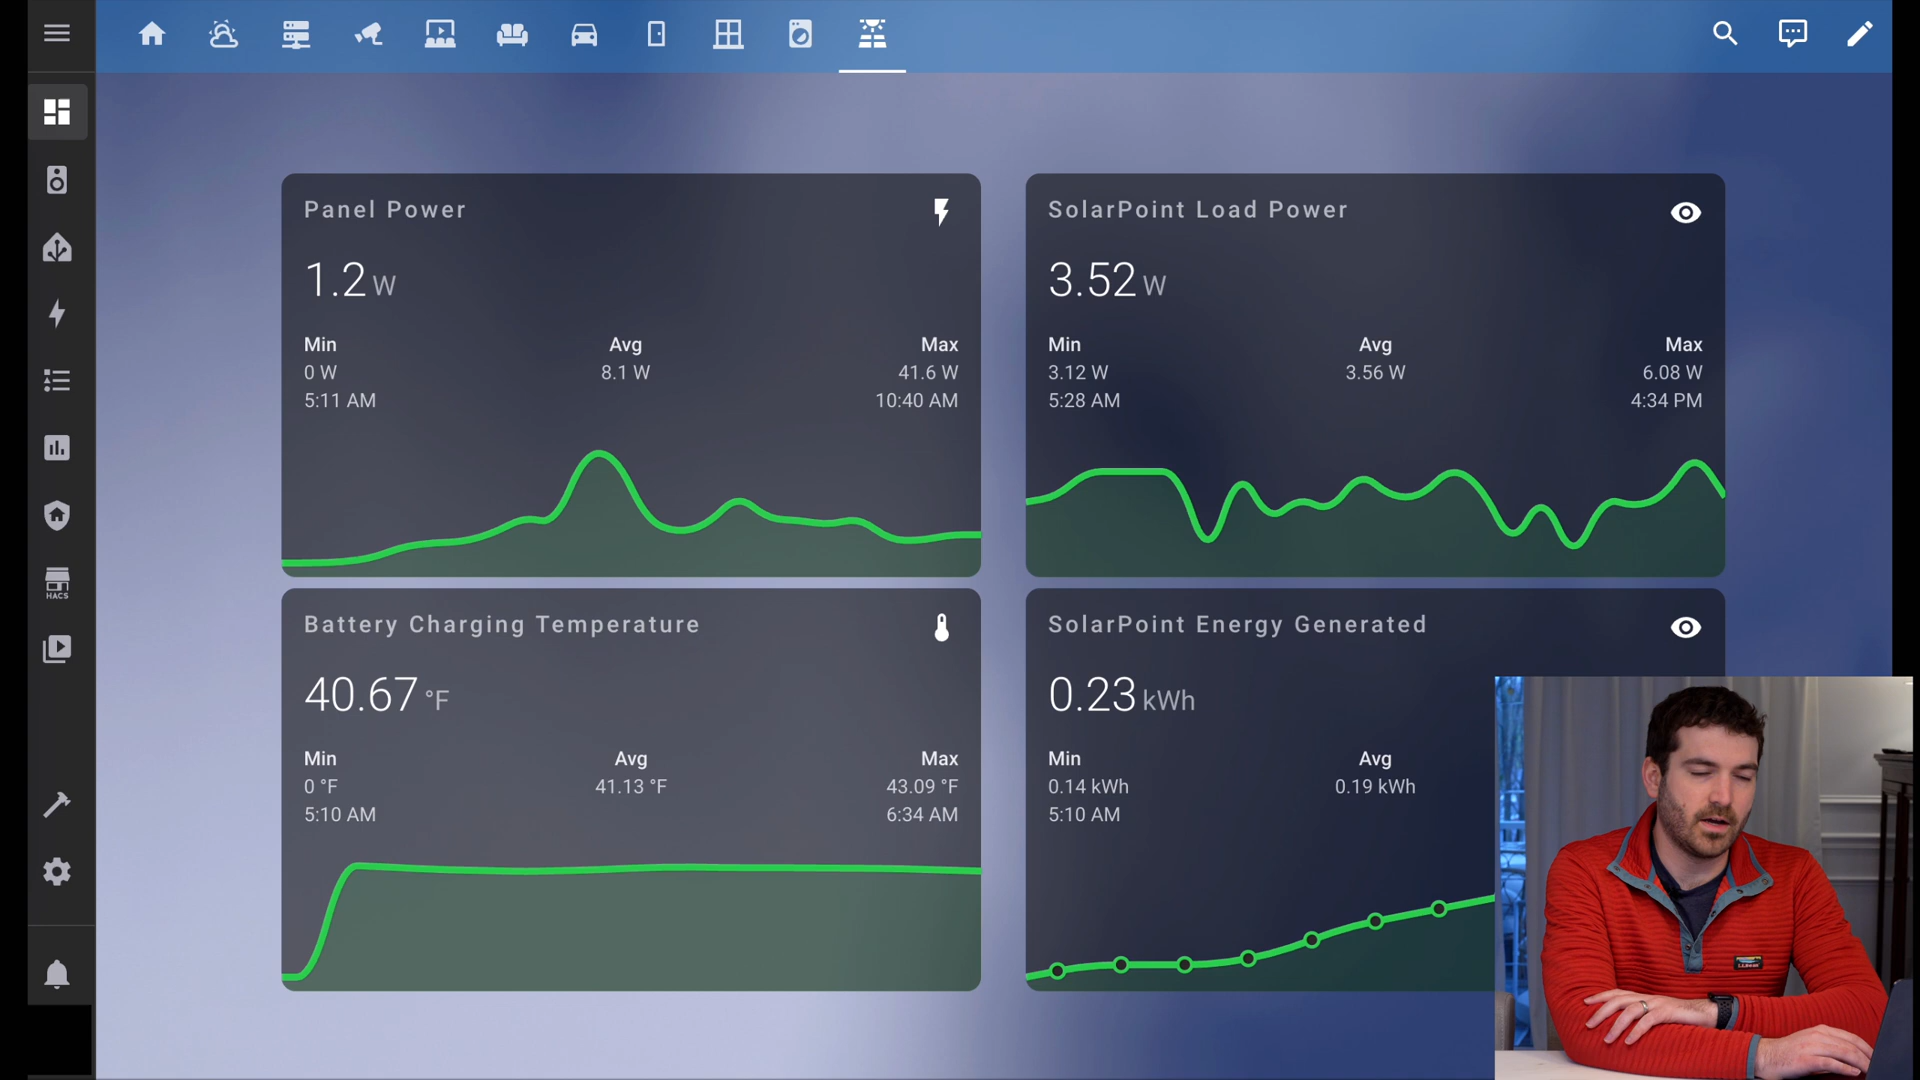 Panel Power
1.2 W
Min Avg Max
0 W 8.1 W 41.6 W
5:11 AM 10:40 AM
SolarPoint Load Power
3.52 W
Min Avg Max
3.12 W 3.56 W 6.08 W
5:28 AM 4:34 PM
Battery Charging Temperature
40.67 °F
Min Avg Max
0 °F 41.13 °F 43.09 °F
5:10 AM 6:34 AM
SolarPoint Energy Generated
0.23 kWh
Min Avg
0.14 kWh 0.19 kWh
5:10 AM
HACS
L.L.Bean